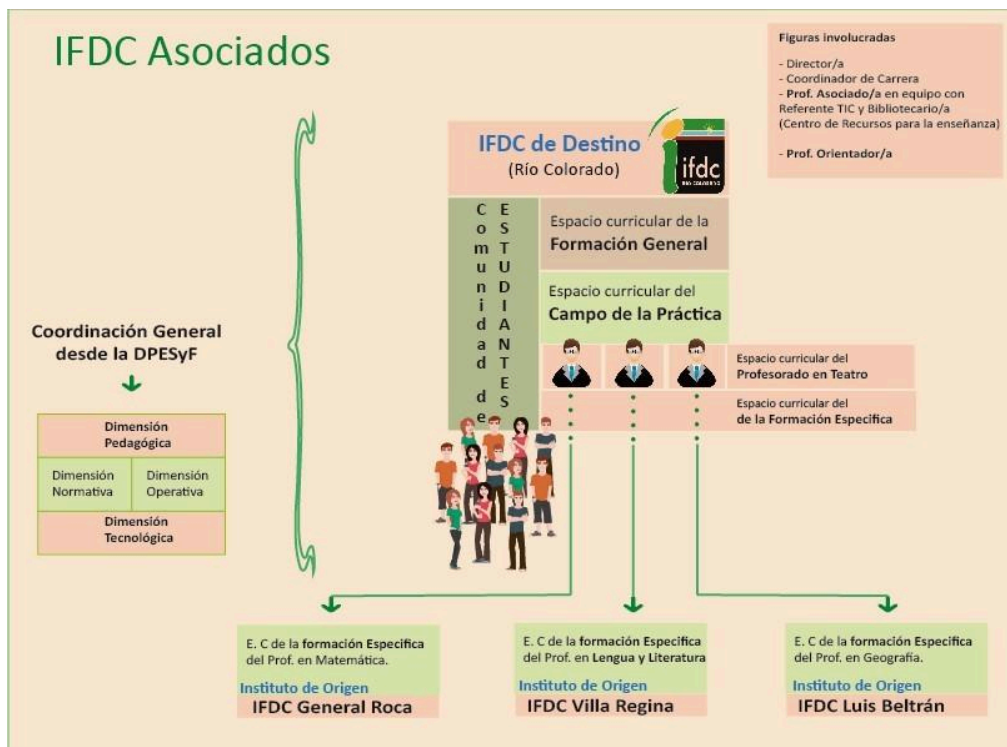 IFDC Asociados
Figuras involucradas
- Director/a
- Coordinador de Carrera
- Prof. Asociado/a en equipo con
Referente TIC y Bibliotecario/a
(Centro de Recursos para la enseñanza)
- Prof. Orientador/a
IFDC de Destino
(Río Colorado)
ifdc
RIO COLORADO
Comunidad de
ESTUDIANTES
Espacio curricular de la
Formación General
Espacio curricular del
Campo de la Práctica
Espacio curricular del
Profesorado en Teatro
Espacio curricular del
de la Formación Especifica
Coordinación General
desde la DPESyF
Dimensión
Pedagógica
Dimensión
Normativa
Dimensión
Operativa
Dimensión
Tecnológica
E. C de la formación Especifica
del Prof. en Matemática.
Instituto de Origen
IFDC General Roca
E. C de la formación Especifica
del Prof. en Lengua y Literatura
Instituto de Origen
IFDC Villa Regina
E. C de la formación Especifica
del Prof. en Geografía.
Instituto de Origen
IFDC Luis Beltrán